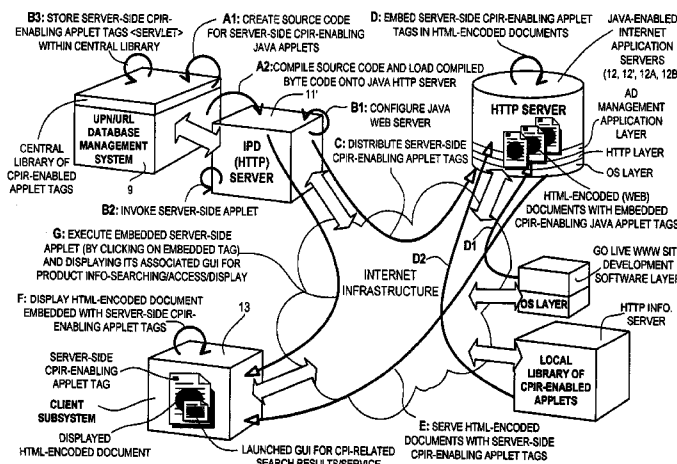 B3: STORE SERVER-SIDE CPIR-
ENABLING APPLET TAGS <SERVLET>
WITHIN CENTRAL LIBRARY
A1: CREATE SOURCE CODE
FOR SERVER-SIDE CPIR-ENABLING
JAVA APPLETS
A2:COMPILE SOURCE CODE AND LOAD COMPILED
BYTE CODE ONTO JAVA HTTP SERVER
D: EMBED SERVER-SIDE CPIR-ENABLING APPLET
TAGS IN HTML-ENCODED DOCUMENTS
JAVA-ENABLED
INTERNET
APPLICATION
SERVERS
(12, 12', 12A, 12B
11'
B1: CONFIGURE JAVA
WEB SERVER
HTTP SERVER
AD
MANAGEMENT
APPLICATION
LAYER
HTTP LAYER
OS LAYER
UPN/URL
DATABASE
MANAGEMENT
SYSTEM
9
IPD
(HTTP)
SERVER
C: DISTRIBUTE SERVER-SIDE
CPIR-ENABLING APPLET TAGS
CENTRAL
LIBRARY OF
CPIR-ENABLED
APPLET TAGS
B2: INVOKE SERVER-SIDE APPLET
HTML-ENCODED (WEB)
DOCUMENTS WITH EMBEDDED
CPIR-ENABLING JAVA APPLET TAGS
G: EXECUTE EMBEDDED SERVER-SIDE
APPLET (BY CLICKING ON EMBEDDED TAG)
AND DISPLAYING ITS ASSOCIATED GUI FOR
PRODUCT INFO-SEARCHING/ACCESS/DISPLAY
D2
D1
INTERNET
INFRASTRUCTURE
GO LIVE WWW SIT
DEVELOPMENT
SOFTWARE LAYE
OS LAYER
F: DISPLAY HTML-ENCODED DOCUMENT
EMBEDDED WITH SERVER-SIDE CPIR-
ENABLING APPLET TAGS
13
HTTP INFO.
SERVER
LOCAL
LIBRARY OF
CPIR-ENABLED
APPLETS
SERVER-SIDE
CPIR-ENABLING
APPLET TAG
CLIENT
SUBSYSTEM
DISPLAYED
HTML-ENCODED DOCUMENT
LAUNCHED GUI FOR CPI-RELATED
SEARCH RESULTS/SERVICE
E: SERVE HTML-ENCODED
DOCUMENTS WITH SERVER-SIDE
CPIR-ENABLING APPLET TAGS